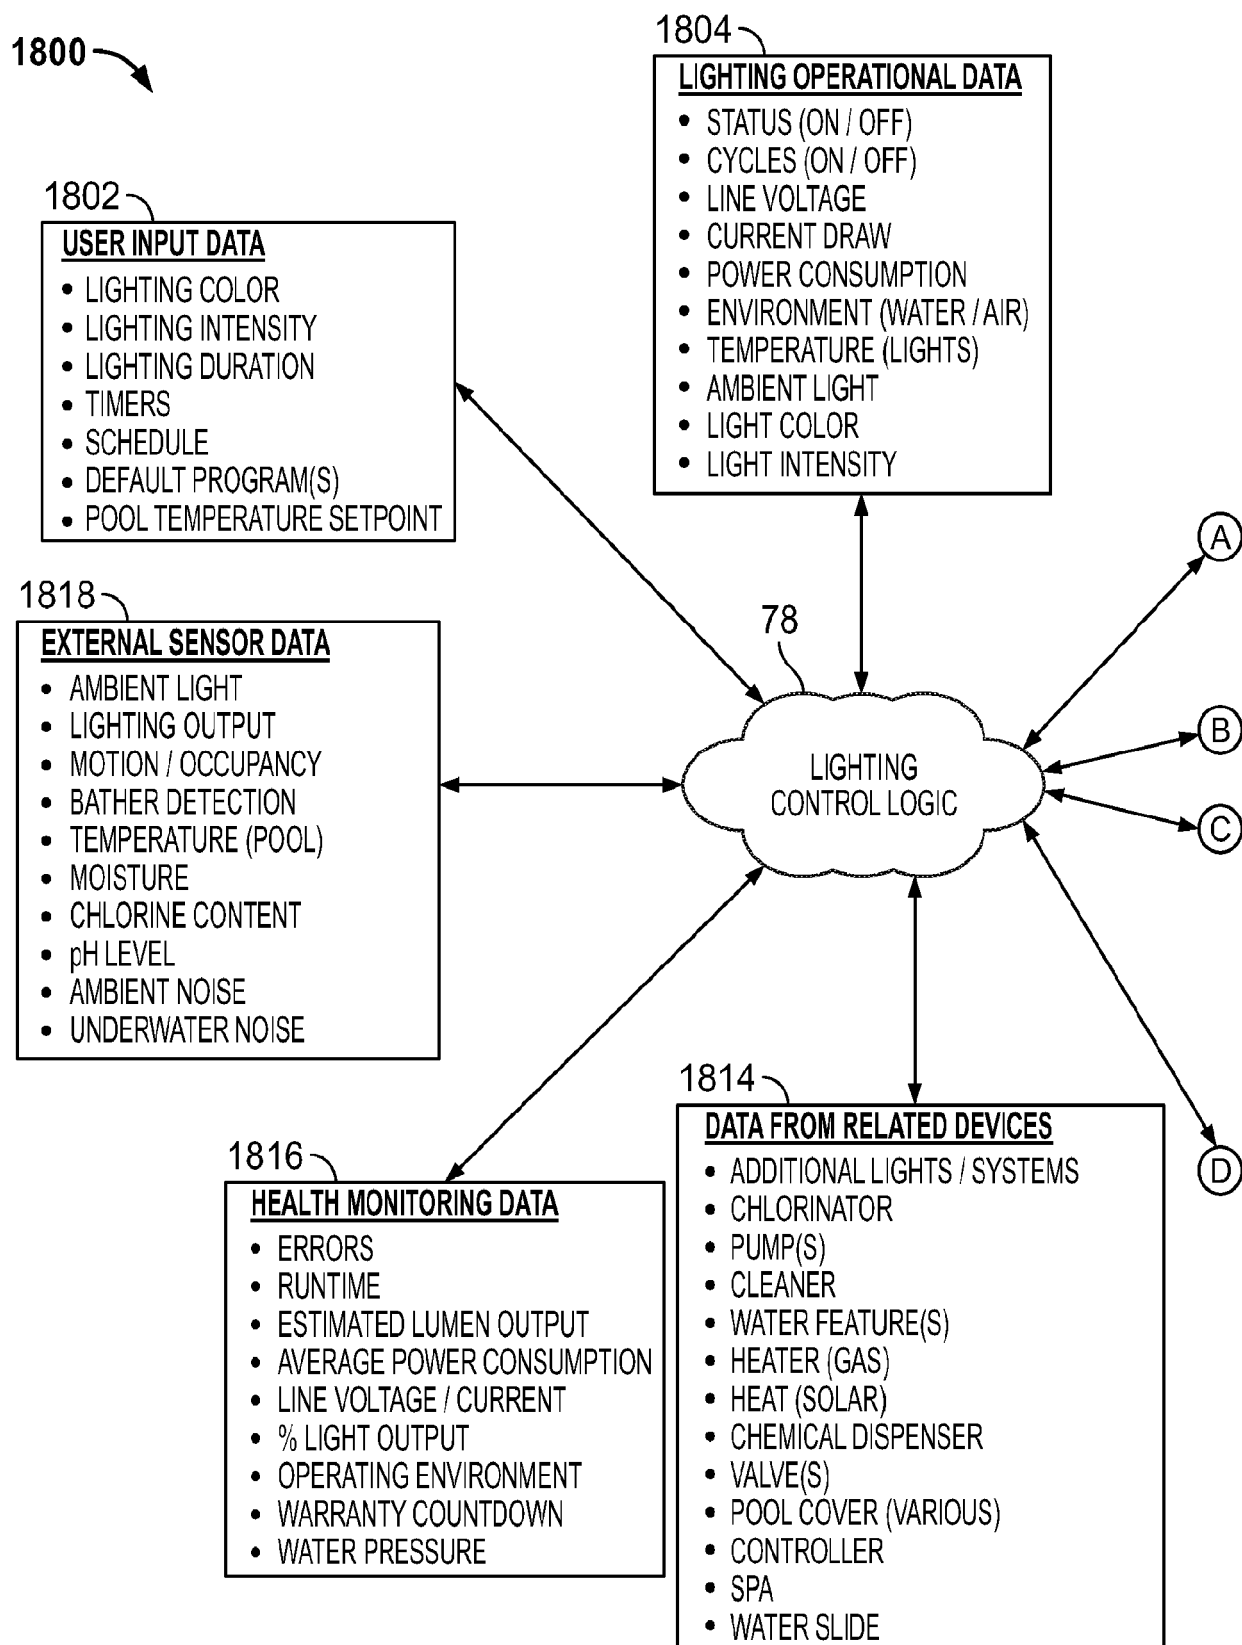 1800
1804
LIGHTING OPERATIONAL DATA
• STATUS (ON / OFF)
• CYCLES (ON / OFF)
• LINE VOLTAGE
• CURRENT DRAW
• POWER CONSUMPTION
• ENVIRONMENT (WATER / AIR)
• TEMPERATURE (LIGHTS)
• AMBIENT LIGHT
• LIGHT COLOR
• LIGHT INTENSITY
1802
USER INPUT DATA
• LIGHTING COLOR
• LIGHTING INTENSITY
• LIGHTING DURATION
• TIMERS
• SCHEDULE
• DEFAULT PROGRAM(S)
• POOL TEMPERATURE SETPOINT
1818
EXTERNAL SENSOR DATA
• AMBIENT LIGHT
• LIGHTING OUTPUT
• MOTION / OCCUPANCY
• BATHER DETECTION
• TEMPERATURE (POOL)
• MOISTURE
• CHLORINE CONTENT
• pH LEVEL
• AMBIENT NOISE
• UNDERWATER NOISE
78
LIGHTING
CONTROL LOGIC
A
B
C
D
1816
HEALTH MONITORING DATA
• ERRORS
• RUNTIME
• ESTIMATED LUMEN OUTPUT
• AVERAGE POWER CONSUMPTION
• LINE VOLTAGE / CURRENT
• % LIGHT OUTPUT
• OPERATING ENVIRONMENT
• WARRANTY COUNTDOWN
• WATER PRESSURE
1814
DATA FROM RELATED DEVICES
• ADDITIONAL LIGHTS / SYSTEMS
• CHLORINATOR
• PUMP(S)
• CLEANER
• WATER FEATURE(S)
• HEATER (GAS)
• HEAT (SOLAR)
• CHEMICAL DISPENSER
• VALVE(S)
• POOL COVER (VARIOUS)
• CONTROLLER
• SPA
• WATER SLIDE